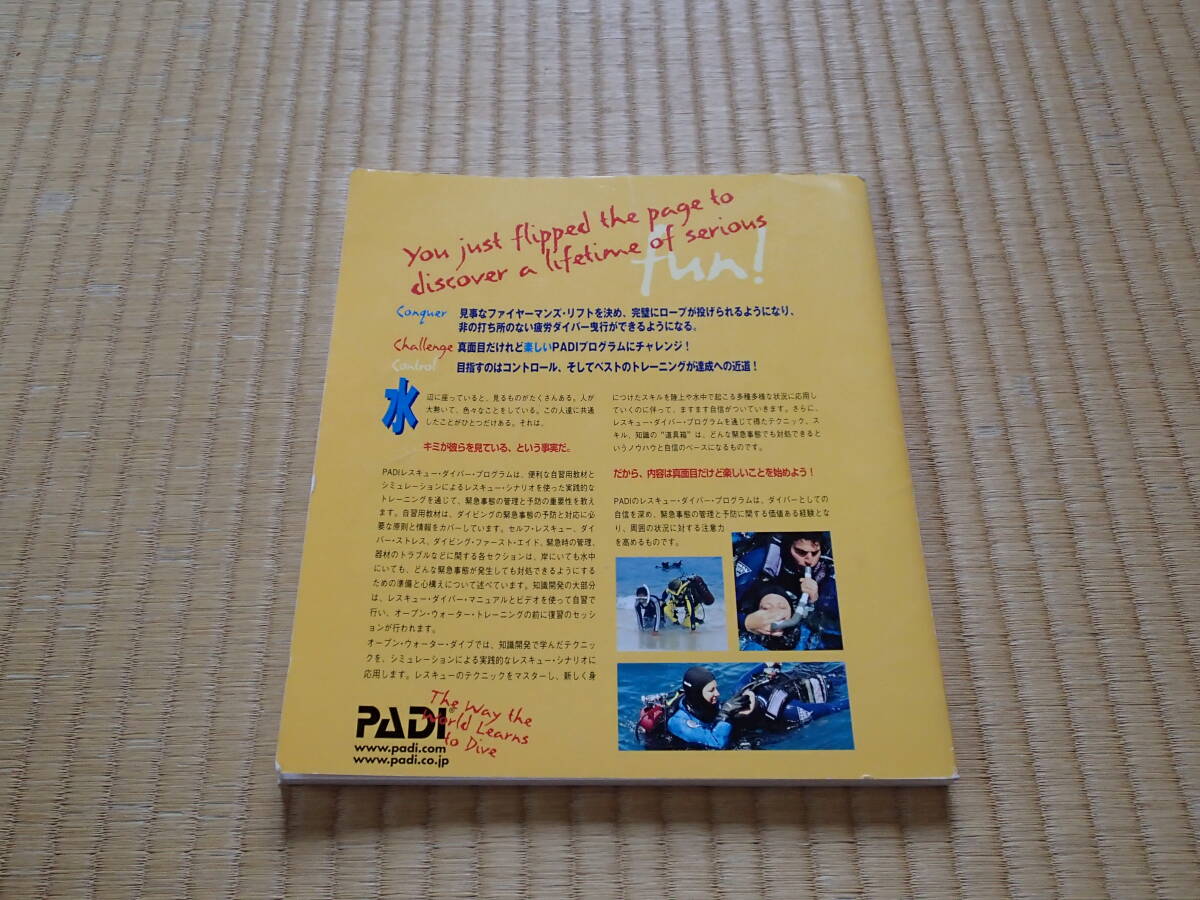 You just flipped the page to
discover a lifetime of serious
fun!
Conquer 見事なファイヤーマンズ・リフトを決め、完璧にロープが投げられるようになり、
非の打ち所のない疲労ダイバー曳行ができるようになる。
Challenge 真面目だけれど楽しいPADIプログラムにチャレンジ！
Control 目指すのはコントロール、そしてベストのトレーニングが達成への近道！
水
辺に座っていると、見るものがたくさんある。人が
大勢いて、色々なことをしている。この人達に共通
したことがひとつだけある。それは、
キミが彼らを見ている、という事実だ。
PADIレスキュー・ダイバー・プログラムは、便利な自習用教材と
シミュレーションによるレスキュー・シナリオを使った実践的な
トレーニングを通じて、緊急事態の管理と予防の重要性を教え
ます。自習用教材は、ダイビングの緊急事態の予防と対応に必
要な原則と情報をカバーしています。セルフ・レスキュー、ダイ
バー・ストレス、ダイビング・ファースト・エイド、緊急時の管理、
器材のトラブルなどに関する各セクションは、岸にいても水中
にいても、どんな緊急事態が発生しても対処できるようにする
ための準備と心構えについて述べています。知識開発の大部分
は、レスキュー・ダイバー・マニュアルとビデオを使って自習で
行い、オープン・ウォーター・トレーニングの前に復習のセッシ
ョンが行われます。
オープン・ウォーター・ダイブでは、知識開発で学んだテクニッ
クを、シミュレーションによる実践的なレスキュー・シナリオに
応用します。レスキューのテクニックをマスターし、新しく身
につけたスキルを陸上や水中で起こる多種多様な状況に応用し
ていくのに伴って、ますます自信がついていきます。さらに、
レスキュー・ダイバー・プログラムを通じて得たテクニック、ス
キル、知識の“道具箱”は、どんな緊急事態でも対処できると
いうノウハウと自信のベースになるものです。
だから、内容は真面目だけど楽しいことを始めよう！
PADIのレスキュー・ダイバー・プログラムは、ダイバーとしての
自信を深め、緊急事態の管理と予防に関する価値ある経験とな
り、周囲の状況に対する注意力
を高めるものです。
PADI®
The Way the
World Learns
to Dive
www.padi.com
www.padi.co.jp